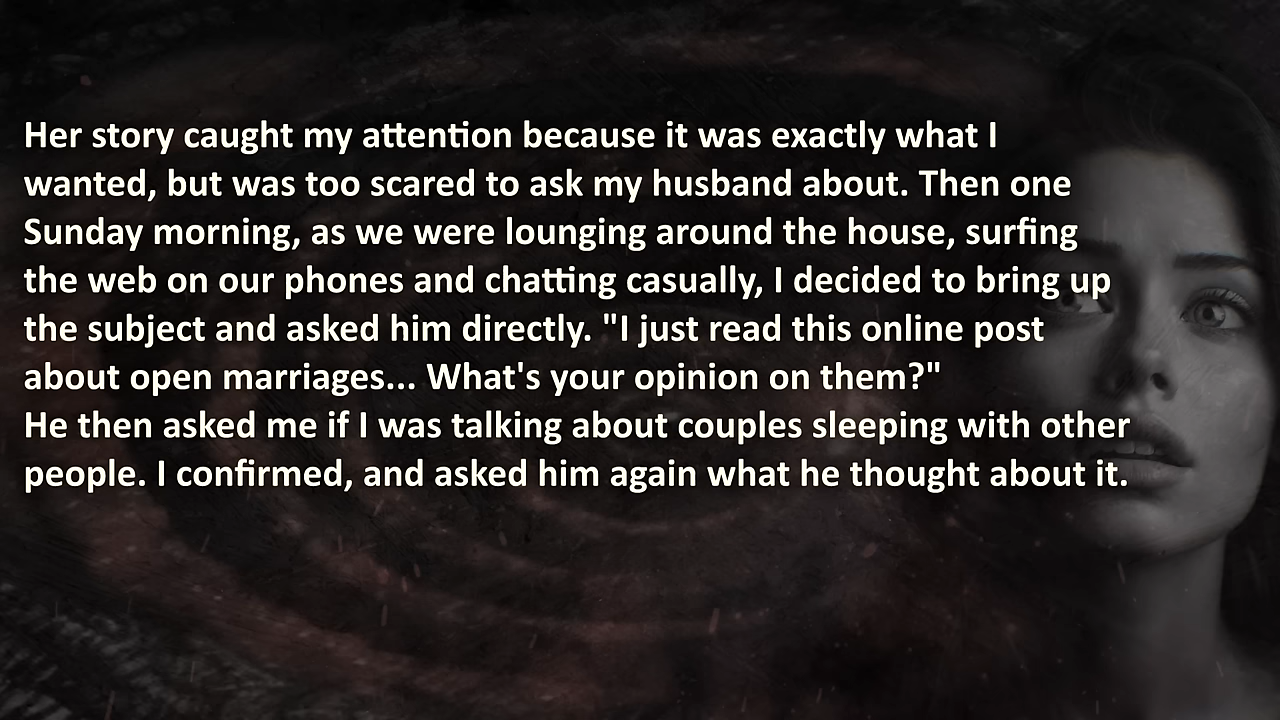 Her story caught my attention because it was exactly what I
wanted, but was too scared to ask my husband about. Then one
Sunday morning, as we were lounging around the house, surfing
the web on our phones and chatting casually, I decided to bring up
the subject and asked him directly. "I just read this online post
about open marriages... What's your opinion on them?"
He then asked me if I was talking about couples sleeping with other
people. I confirmed, and asked him again what he thought about it.